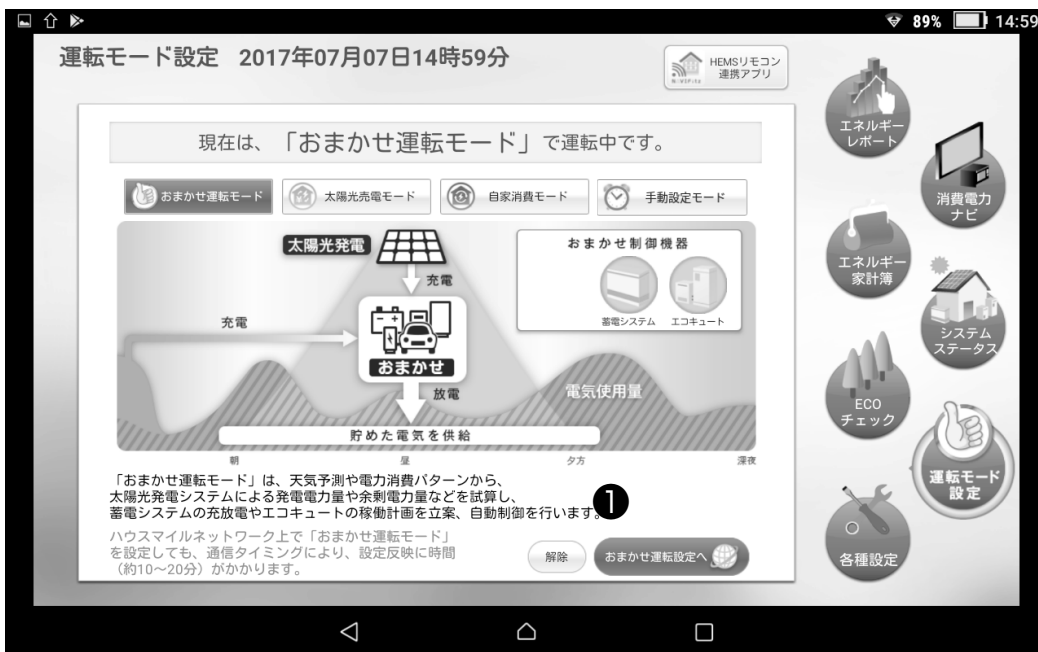 89% 14:59
運転モード設定 2017年07月07日14時59分
HEMSリモコン
連携アプリ
現在は、「おまかせ運転モード」で運転中です。
おまかせ運転モード 太陽光売電モード 自家消費モード 手動設定モード
太陽光発電
充電
充電
おまかせ
放電
電気使用量
貯めた電気を供給
朝 昼 夕方 深夜
おまかせ制御機器
蓄電システム エコキュート
「おまかせ運転モード」は、天気予測や電力消費パターンから、
太陽光発電システムによる発電電力量や余剰電力量などを試算し、
蓄電システムの充放電やエコキュートの稼働計画を立案、自動制御を行います。
❶
ハウスマイルネットワーク上で「おまかせ運転モード」
を設定しても、通信タイミングにより、設定反映に時間
(約10～20分)がかかります。
解除 おまかせ運転設定へ
エネルギー
レポート
消費電力
ナビ
エネルギー
家計簿
システム
ステータス
ECO
チェック
運転モード
設定
各種設定